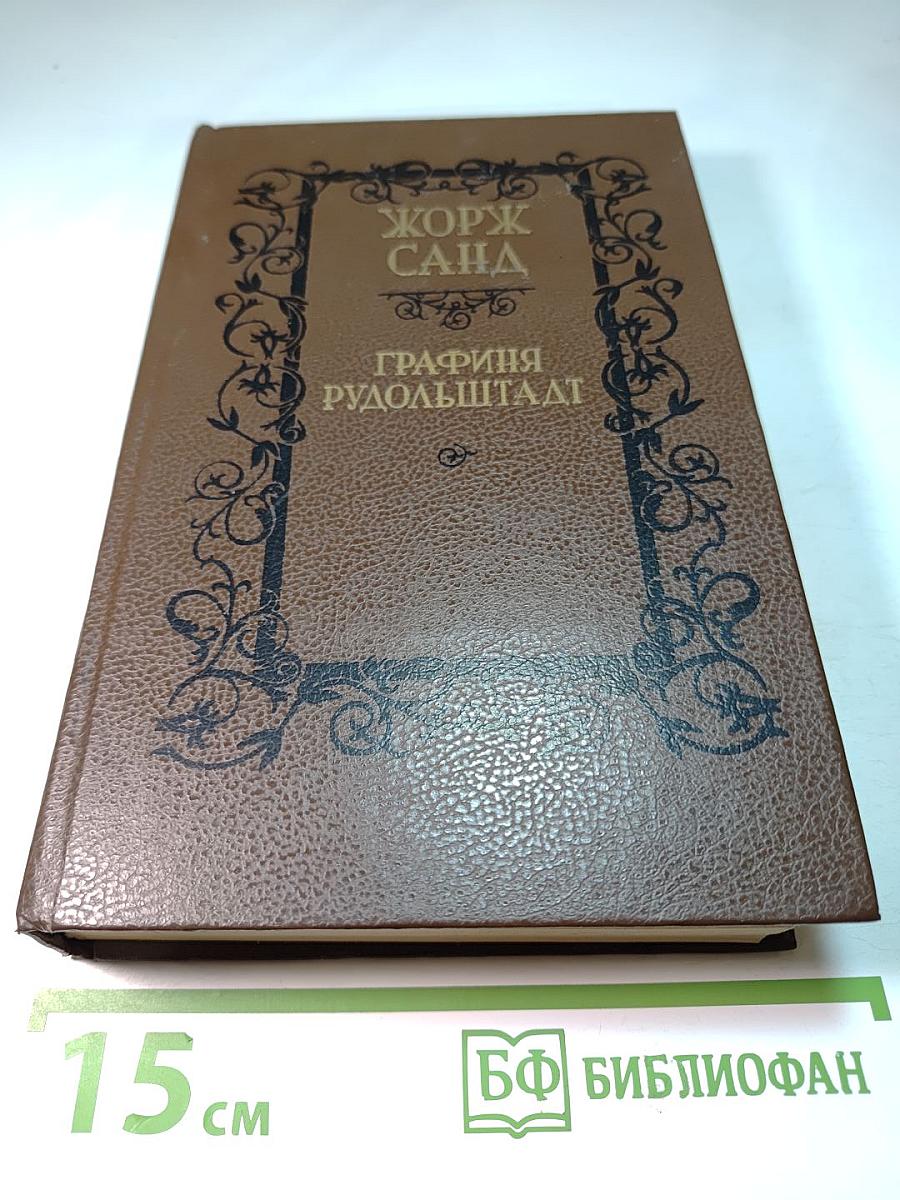 ЖОРЖ
САНД
ГРАФИНЯ
РУДОЛЬШТАДТ
15 см
БФ БИБЛИОФАН